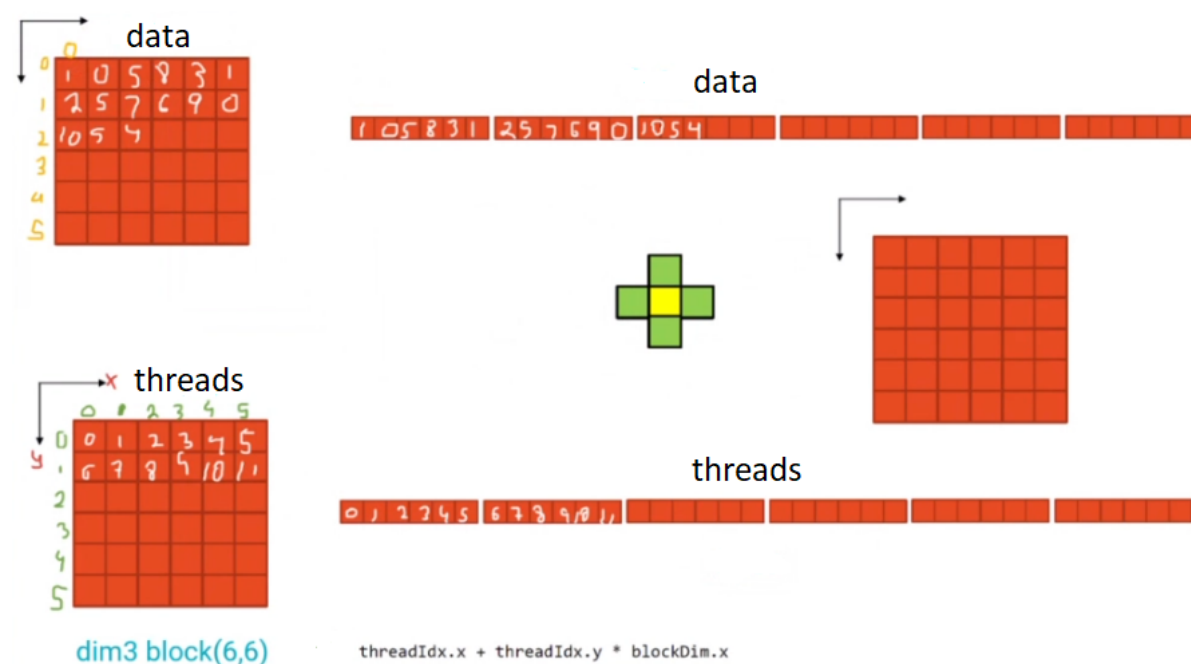 data
0
0 1 0 5 8 3 1
1 2 5 7 6 9 0
2 10 5 4
3
4
5
data
1 0 5 8 3 1 2 5 7 6 9 0 10 5 4
x threads
0 1 2 3 4 5
0 0 1 2 3 4 5
y 1 6 7 8 9 10 11
2
3
4
5
threads
0 1 2 3 4 5 6 7 8 9 10 11
dim3 block(6,6)
threadIdx.x + threadIdx.y * blockDim.x